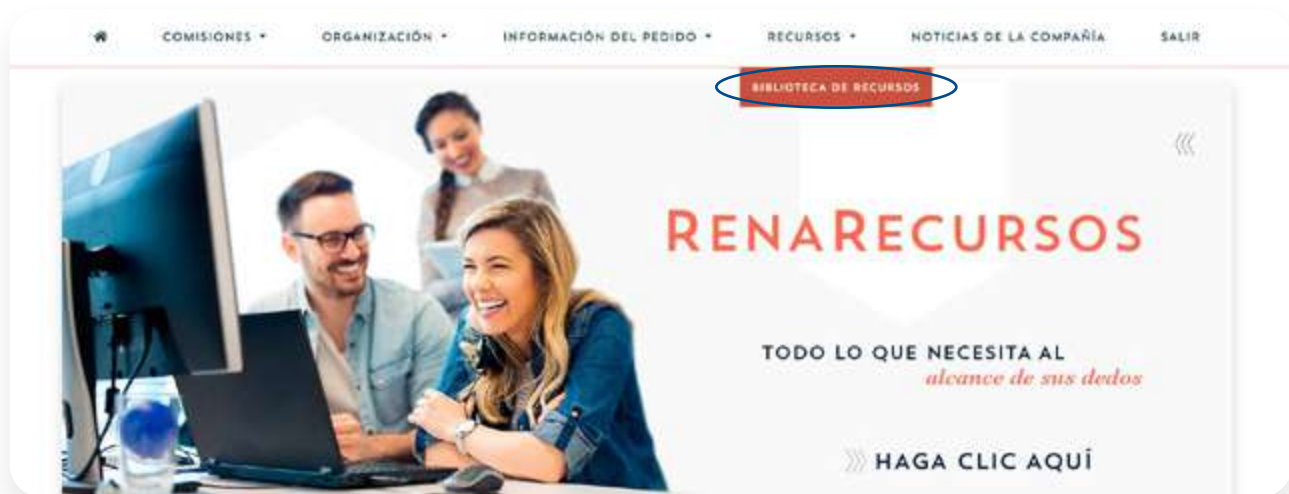 COMISIONES
ORGANIZACIÓN
INFORMACIÓN DEL PEDIDO
RECURSOS
NOTICIAS DE LA COMPAÑÍA
SALIR
BIBLIOTECA DE RECURSOS
RENARECURSOS
TODO LO QUE NECESITA AL
alcance de sus dedos
HAGA CLIC AQUÍ